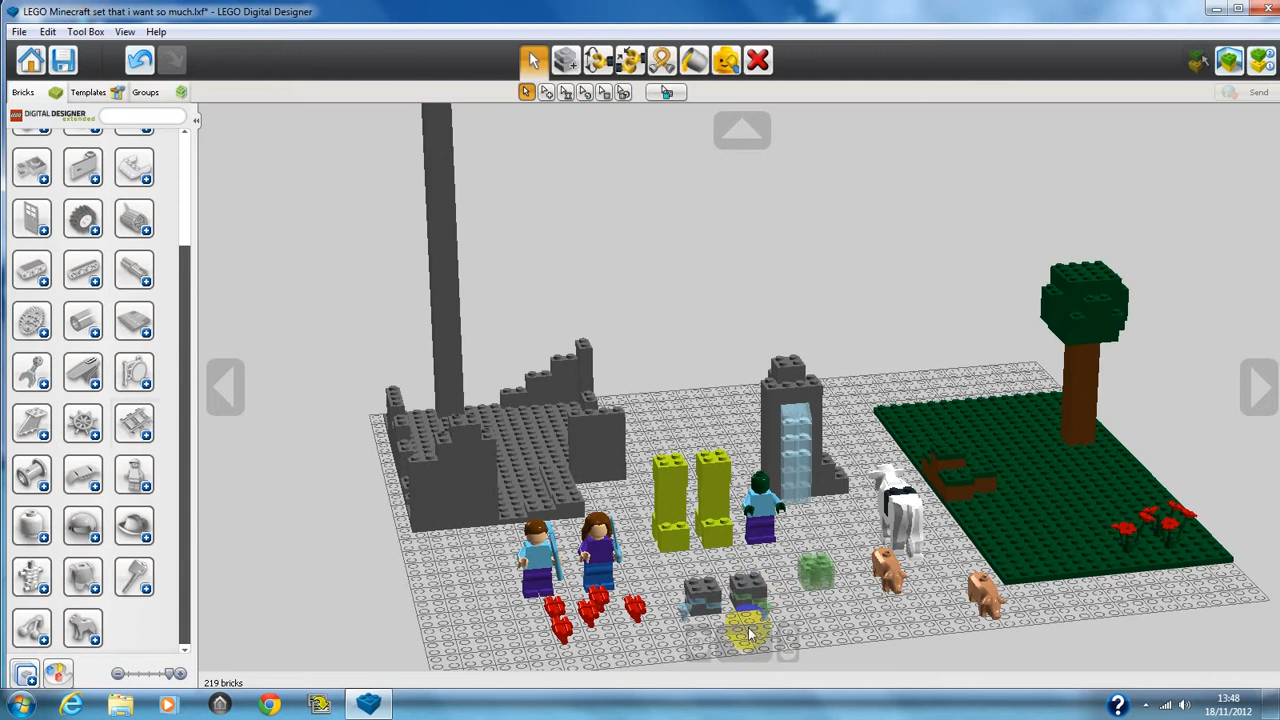 LEGO Minecraft set that i want so much.lxf* - LEGO Digital Designer
File Edit Tool Box View Help
Bricks Templates Groups
Send
LEGO DIGITAL DESIGNER
extended
219 bricks
13:48
18/11/2012